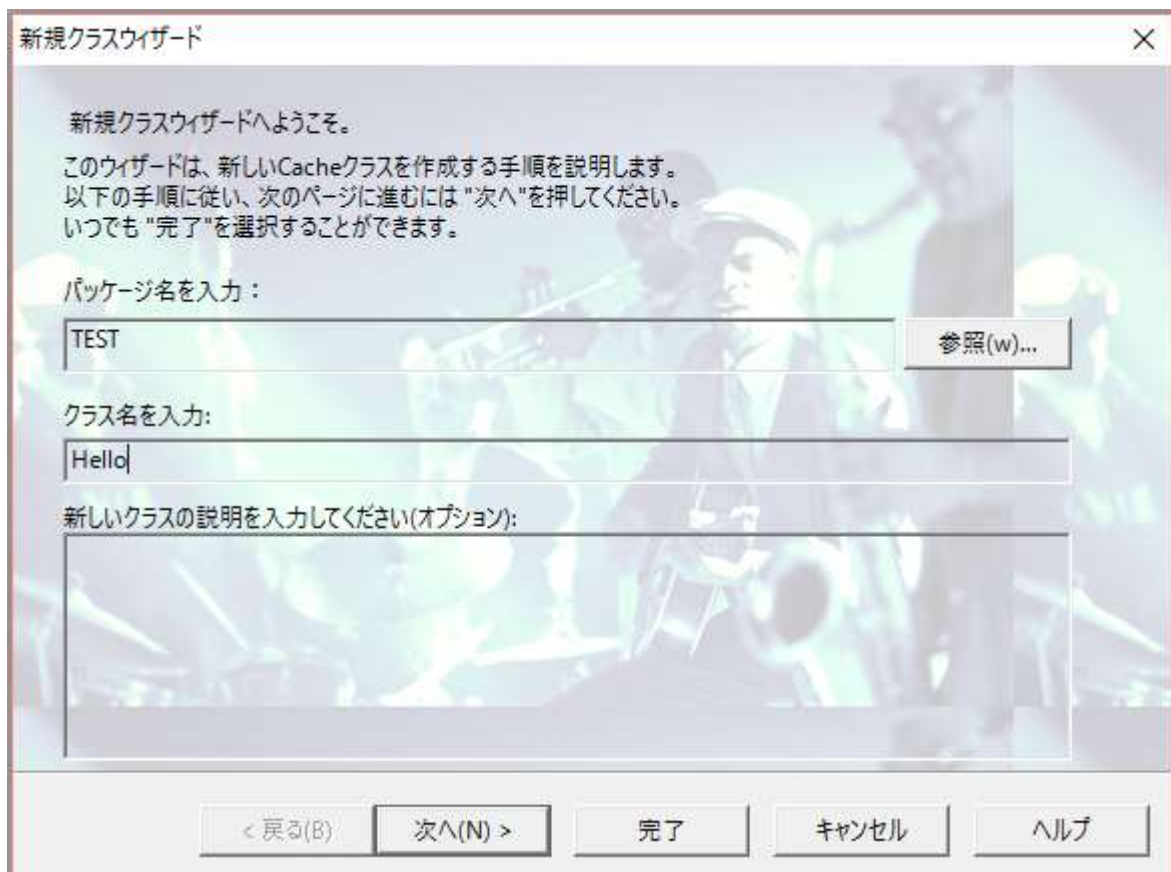 新規クラスウィザード
新規クラスウィザードへようこそ。
このウィザードは、新しいCacheクラスを作成する手順を説明します。
以下の手順に従い、次のページに進むには "次へ"を押してください。
いつでも "完了"を選択することができます。
パッケージ名を入力：
TEST
参照(w)...
クラス名を入力:
Hello
新しいクラスの説明を入力してください(オプション):
< 戻る(B)
次へ(N) >
完了
キャンセル
ヘルプ